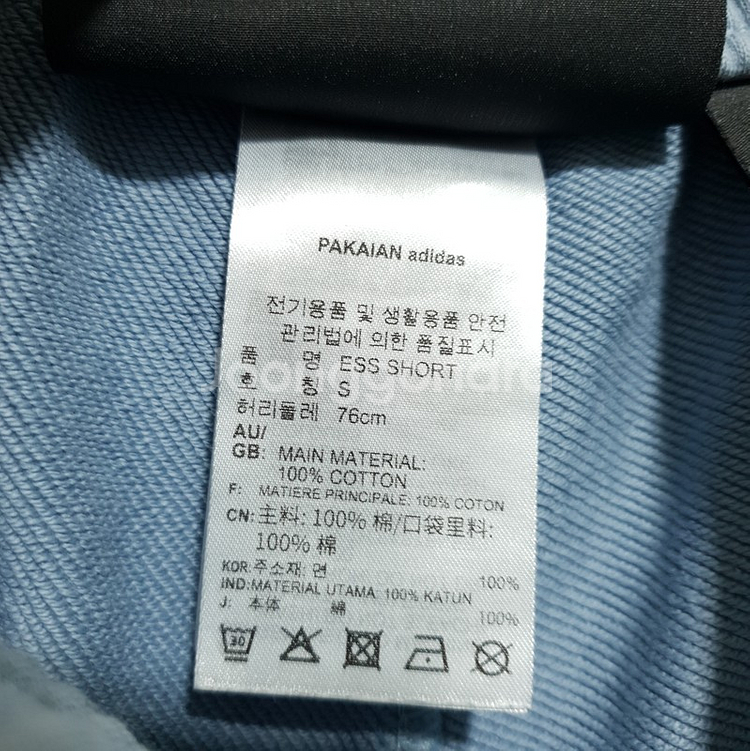 PAKAIAN adidas
전기용품 및 생활용품 안전
관리법에 의한 품질표시
품 명 ESS SHORT
호 칭 S
허리둘레 76cm
AU/
GB: MAIN MATERIAL:
100% COTTON
F: MATIERE PRINCIPALE: 100% COTON
CN: 主料: 100% 棉/口袋里料:
100% 棉
KOR: 주소재: 면 100%
IND: MATERIAL UTAMA: 100% KATUN
J: 本体 綿 100%
30